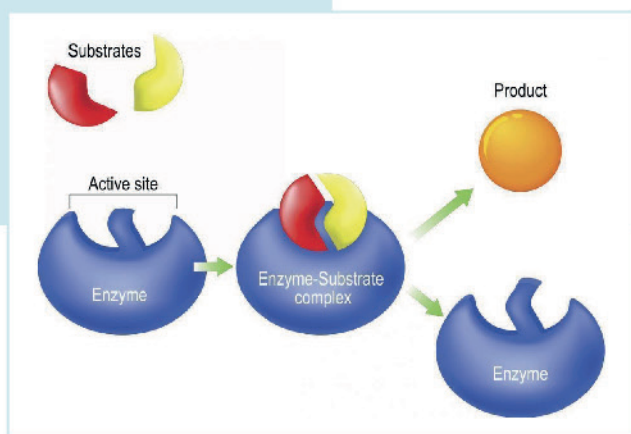 Substrates
Product
Active site
Enzyme
Enzyme-Substrate
complex
Enzyme